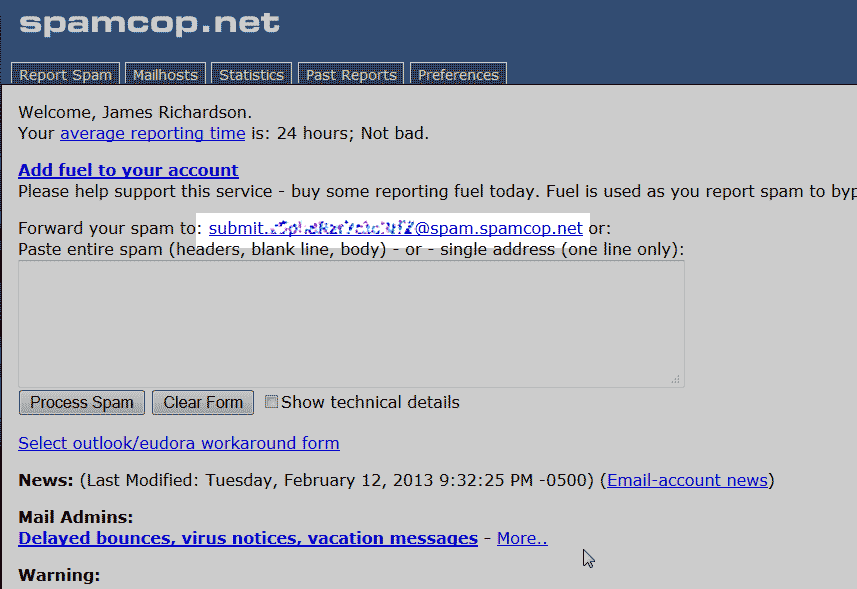 spamcop.net
Report Spam Mailhosts Statistics Past Reports Preferences
Welcome, James Richardson.
Your average reporting time is: 24 hours; Not bad.
Add fuel to your account
Please help support this service - buy some reporting fuel today. Fuel is used as you report spam to byp
Forward your spam to: submit. @spam.spamcop.net or:
Paste entire spam (headers, blank line, body) - or - single address (one line only):
Process Spam Clear Form Show technical details
Select outlook/eudora workaround form
News: (Last Modified: Tuesday, February 12, 2013 9:32:25 PM -0500) (Email-account news)
Mail Admins:
Delayed bounces, virus notices, vacation messages - More..
Warning: